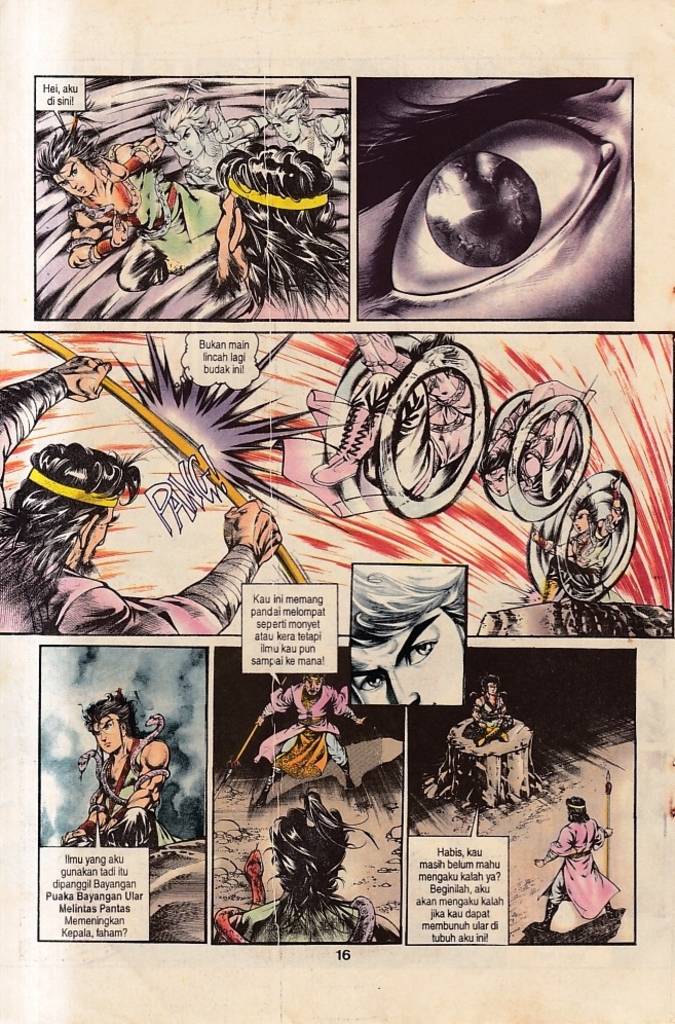 Hei, aku
di sini!
Bukan main
lincah lagi
budak ini!
PANG!
Kau ini memang
pandai melompat
seperti monyet
atau kera tetapi
ilmu kau pun
sampai ke mana!
Ilmu yang aku
gunakan tadi itu
dipanggil Bayangan
Puaka Bayangan Ular
Melintas Pantas
Memeningkan
Kepala, faham?
Habis, kau
masih belum mahu
mengaku kalah ya?
Beginilah, aku
akan mengaku kalah
jika kau dapat
membunuh ular di
tubuh aku ini!
16